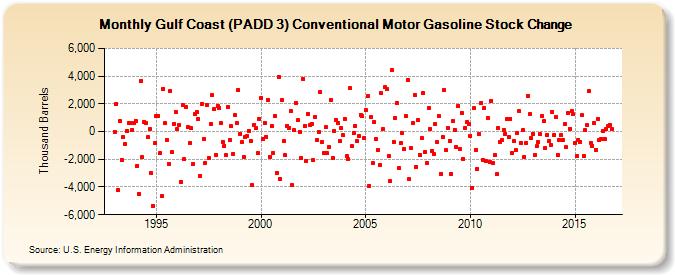 Monthly Gulf Coast (PADD 3) Conventional Motor Gasoline Stock Change
Thousand Barrels
6,000
4,000
2,000
0
-2,000
-4,000
-6,000
1995 2000 2005 2010 2015
Source: U.S. Energy Information Administration